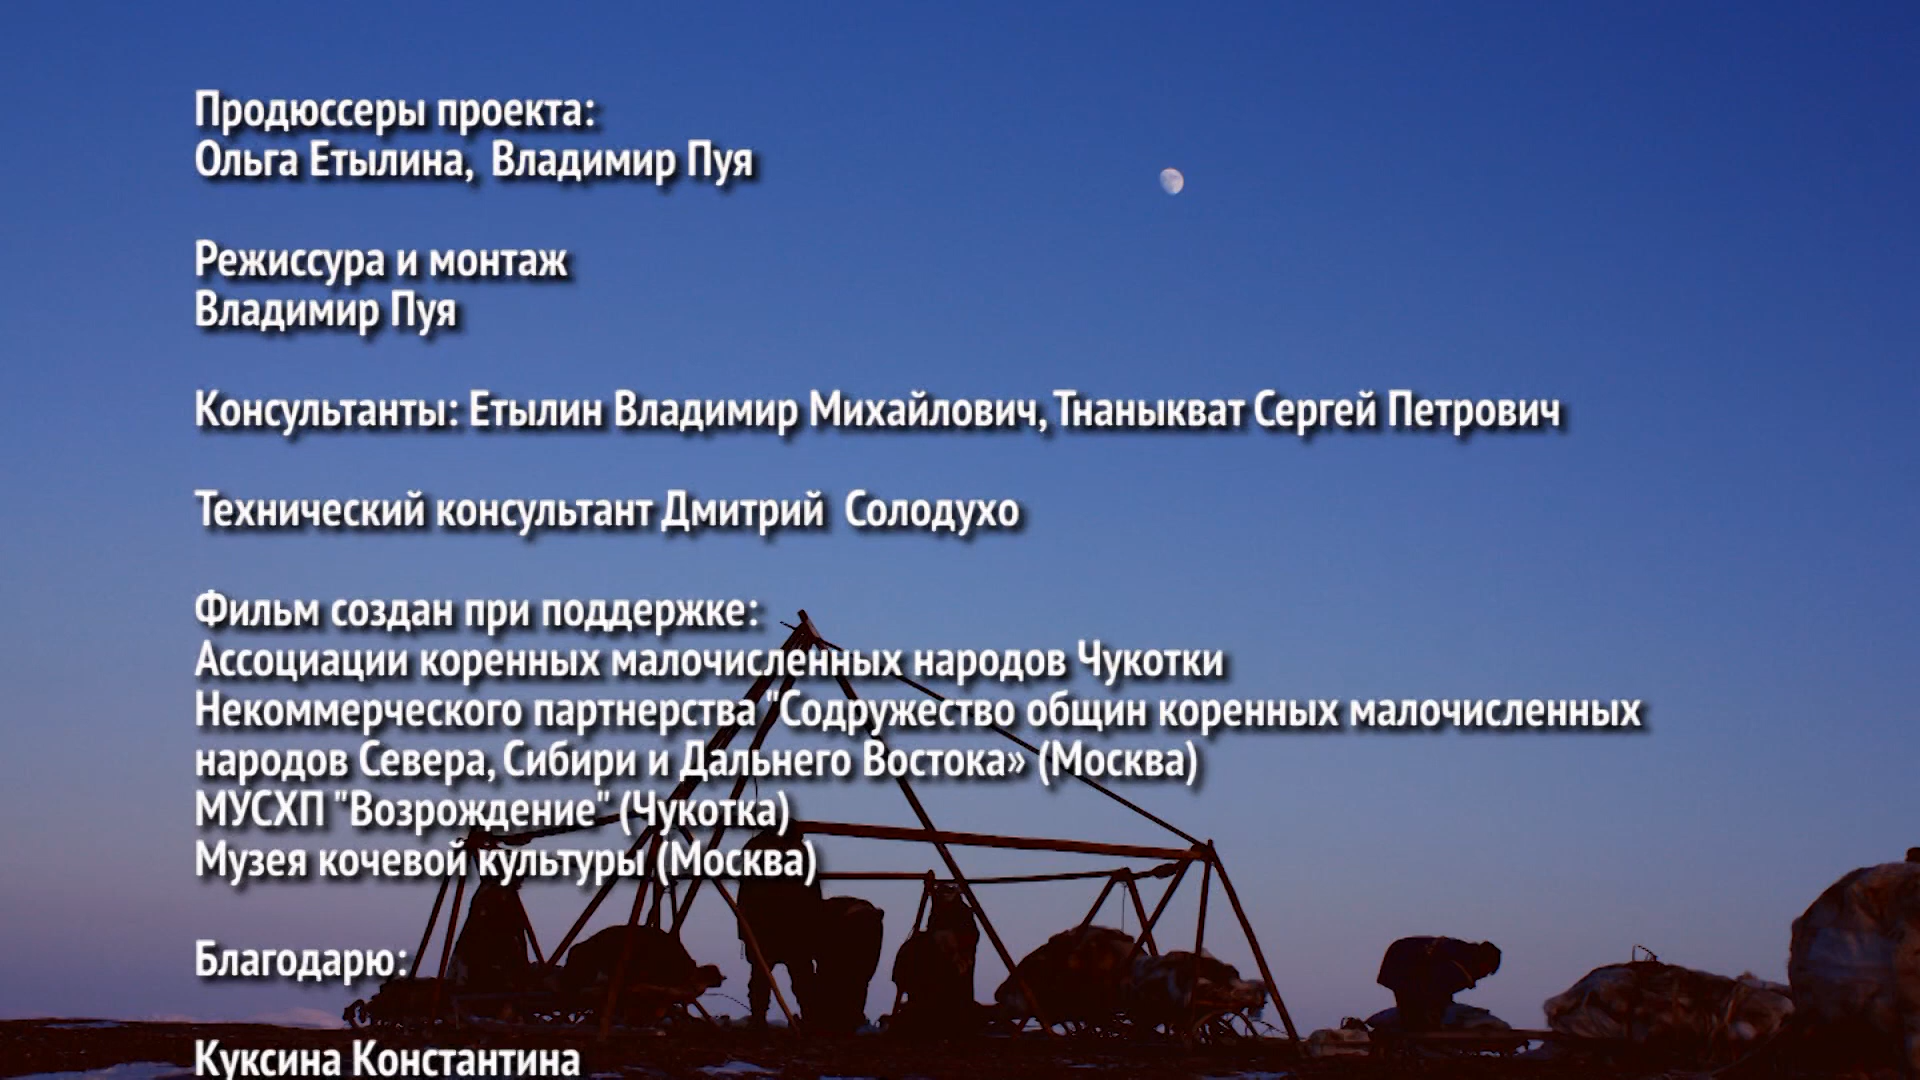 Продюссеры проекта:
Ольга Етылина, Владимир Пуя
Режиссура и монтаж
Владимир Пуя
Консультанты: Етылин Владимир Михайлович, Тнаныкват Сергей Петрович
Технический консультант Дмитрий Солодухо
Фильм создан при поддержке:
Ассоциации коренных малочисленных народов Чукотки
Некоммерческого партнерства "Содружество общин коренных малочисленных
народов Севера, Сибири и Дальнего Востока» (Москва)
МУСХП "Возрождение" (Чукотка)
Музея кочевой культуры (Москва)
Благодарю:
Куксина Константина